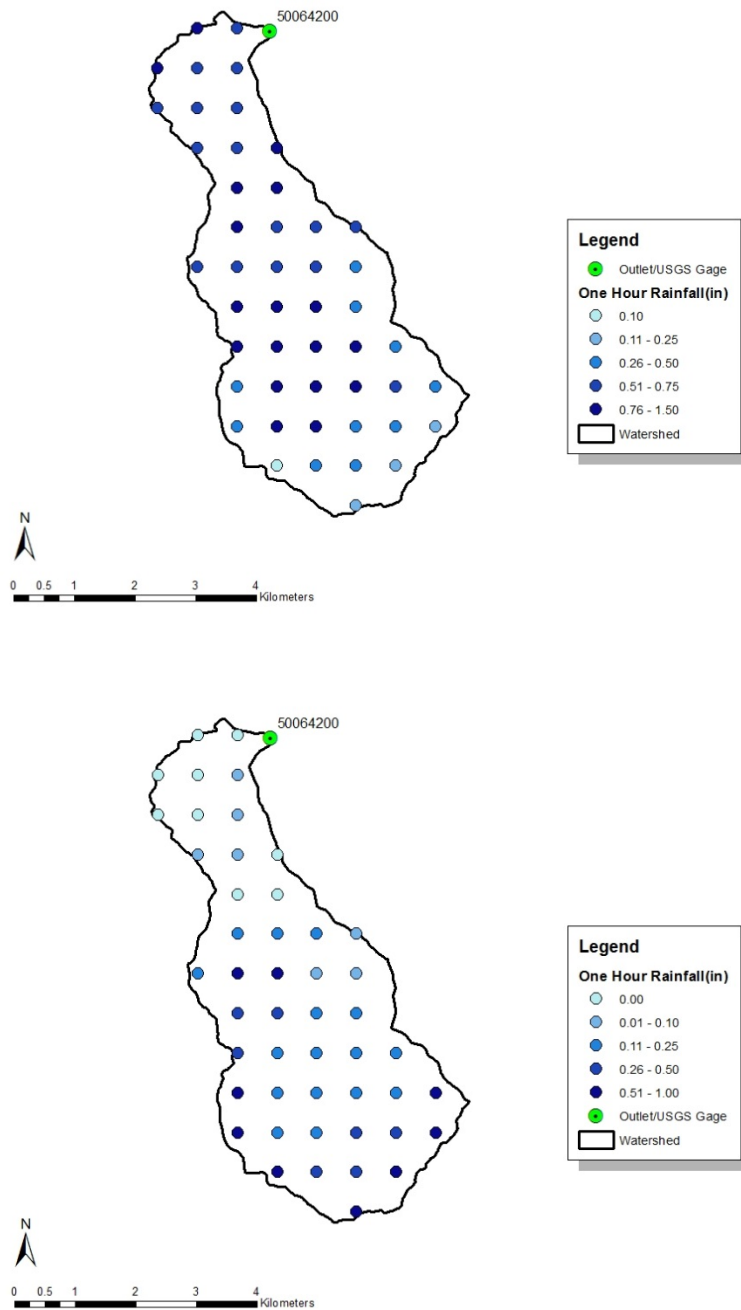 50064200
Legend
Outlet/USGS Gage
One Hour Rainfall(in)
0.10
0.11 - 0.25
0.26 - 0.50
0.51 - 0.75
0.76 - 1.50
Watershed
N
0 0.5 1 2 3 4
Kilometers
50064200
Legend
One Hour Rainfall(in)
0.00
0.01 - 0.10
0.11 - 0.25
0.26 - 0.50
0.51 - 1.00
Outlet/USGS Gage
Watershed
N
0 0.5 1 2 3 4
Kilometers